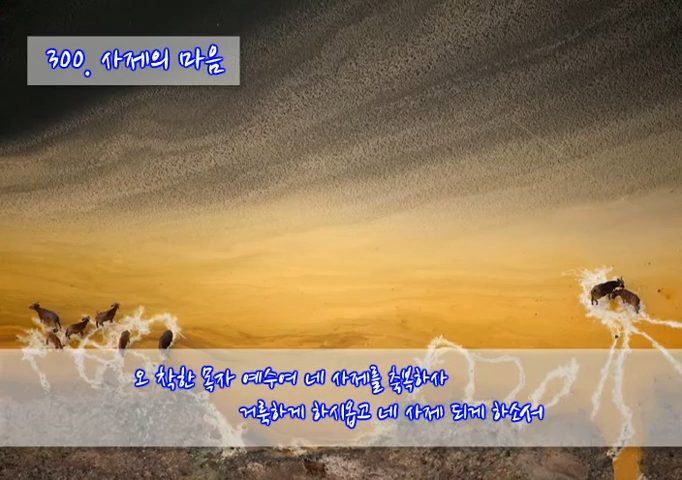 300. 사제의 마음
오 착한 목자 예수여 네 사제를 축복하사
거룩하게 하시옵고 네 사제 되게 하소서